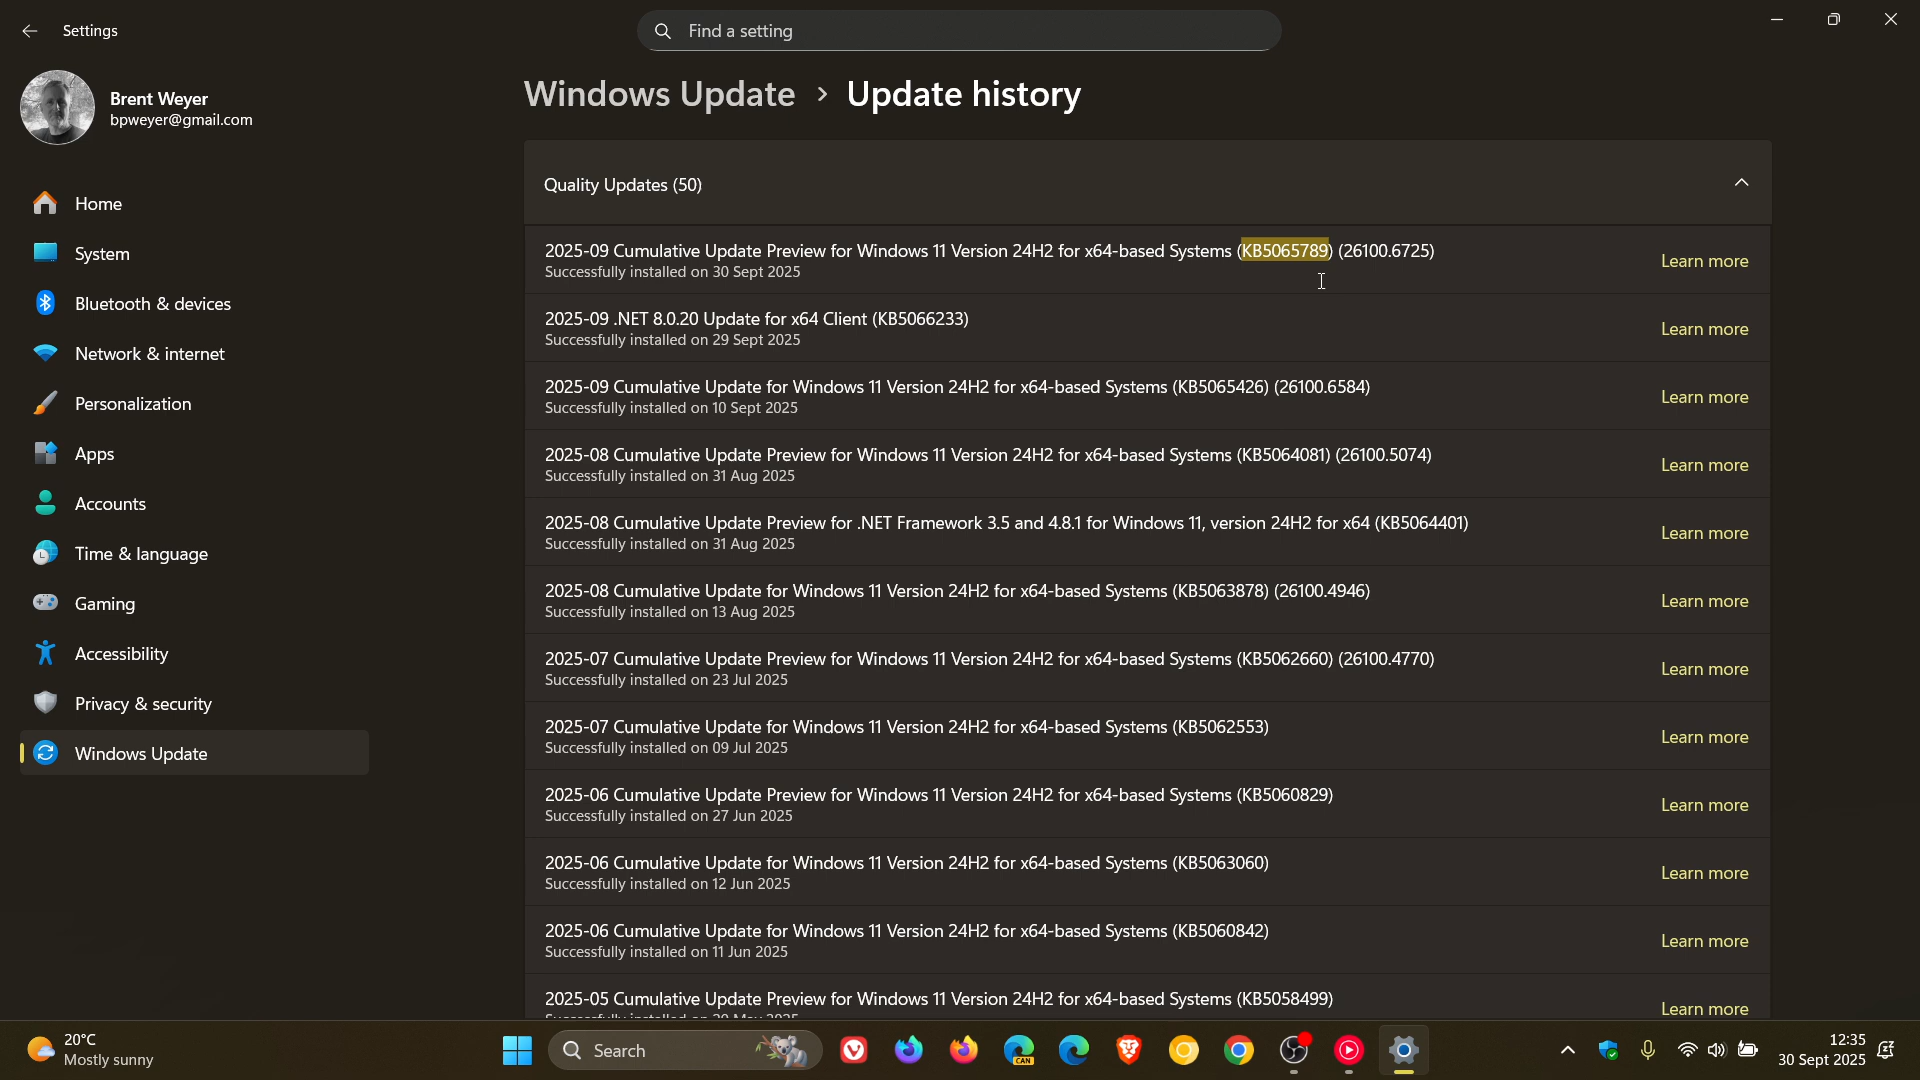 Settings
Find a setting
Brent Weyer
bpweyer@gmail.com
Home
System
Bluetooth & devices
Network & internet
Personalization
Apps
Accounts
Time & language
Gaming
Accessibility
Privacy & security
Windows Update
Windows Update > Update history
Quality Updates (50)
2025-09 Cumulative Update Preview for Windows 11 Version 24H2 for x64-based Systems (KB5065789) (26100.6725)
Successfully installed on 30 Sept 2025
Learn more
2025-09 .NET 8.0.20 Update for x64 Client (KB5066233)
Successfully installed on 29 Sept 2025
Learn more
2025-09 Cumulative Update for Windows 11 Version 24H2 for x64-based Systems (KB5065426) (26100.6584)
Successfully installed on 10 Sept 2025
Learn more
2025-08 Cumulative Update Preview for Windows 11 Version 24H2 for x64-based Systems (KB5064081) (26100.5074)
Successfully installed on 31 Aug 2025
Learn more
2025-08 Cumulative Update Preview for .NET Framework 3.5 and 4.8.1 for Windows 11, version 24H2 for x64 (KB5064401)
Successfully installed on 31 Aug 2025
Learn more
2025-08 Cumulative Update for Windows 11 Version 24H2 for x64-based Systems (KB5063878) (26100.4946)
Successfully installed on 13 Aug 2025
Learn more
2025-07 Cumulative Update Preview for Windows 11 Version 24H2 for x64-based Systems (KB5062660) (26100.4770)
Successfully installed on 23 Jul 2025
Learn more
2025-07 Cumulative Update for Windows 11 Version 24H2 for x64-based Systems (KB5062553)
Successfully installed on 09 Jul 2025
Learn more
2025-06 Cumulative Update Preview for Windows 11 Version 24H2 for x64-based Systems (KB5060829)
Successfully installed on 27 Jun 2025
Learn more
2025-06 Cumulative Update for Windows 11 Version 24H2 for x64-based Systems (KB5063060)
Successfully installed on 12 Jun 2025
Learn more
2025-06 Cumulative Update for Windows 11 Version 24H2 for x64-based Systems (KB5060842)
Successfully installed on 11 Jun 2025
Learn more
2025-05 Cumulative Update Preview for Windows 11 Version 24H2 for x64-based Systems (KB5058499)
Learn more
20°C
Mostly sunny
Search
CAN
12:35
30 Sept 2025